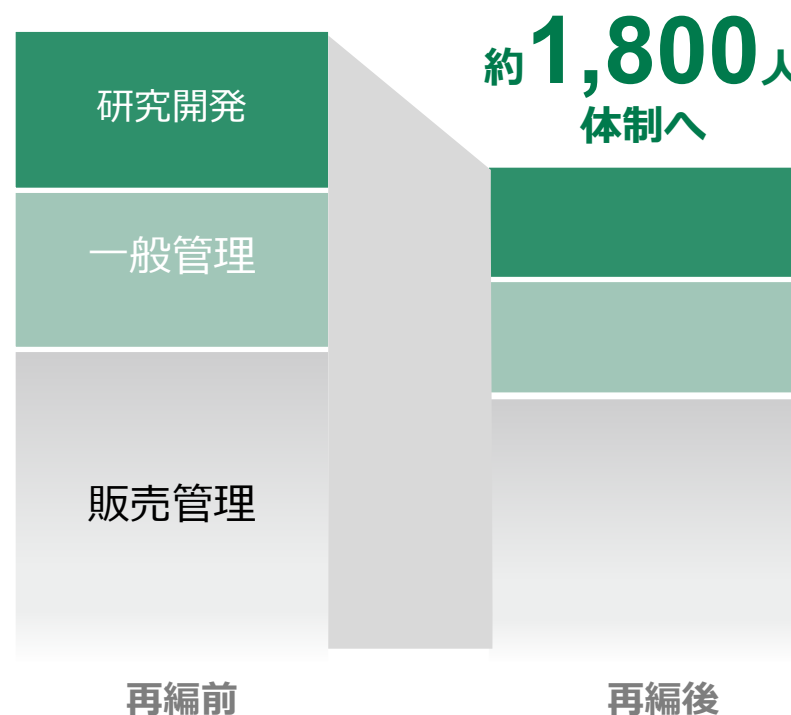 約1,800人
体制へ
研究開発
一般管理
販売管理
再編前
再編後